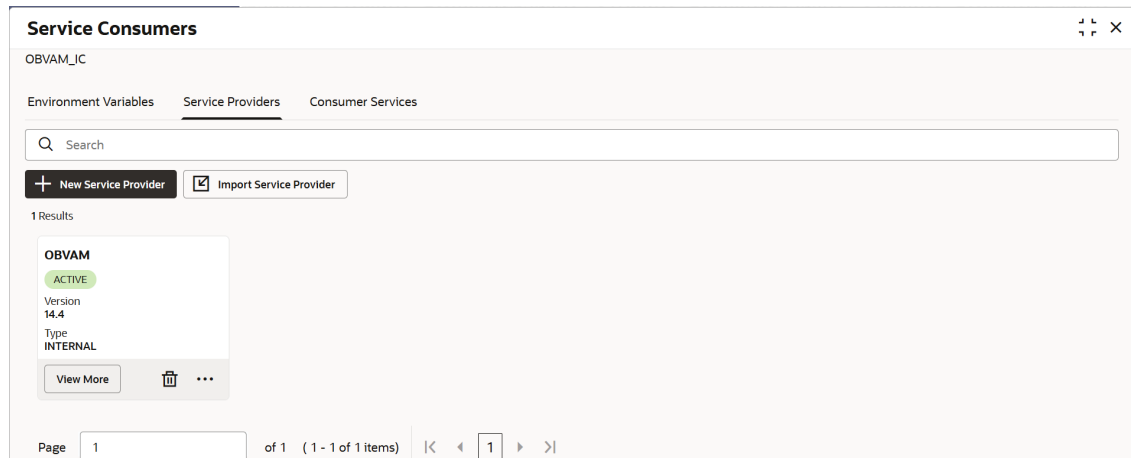 Service Consumers
OBVAM_IC
Environment Variables Service Providers Consumer Services
Search
New Service Provider Import Service Provider
1 Results
OBVAM
ACTIVE
Version
14.4
Type
INTERNAL
View More
Page 1 of 1 (1 - 1 of 1 items) 1